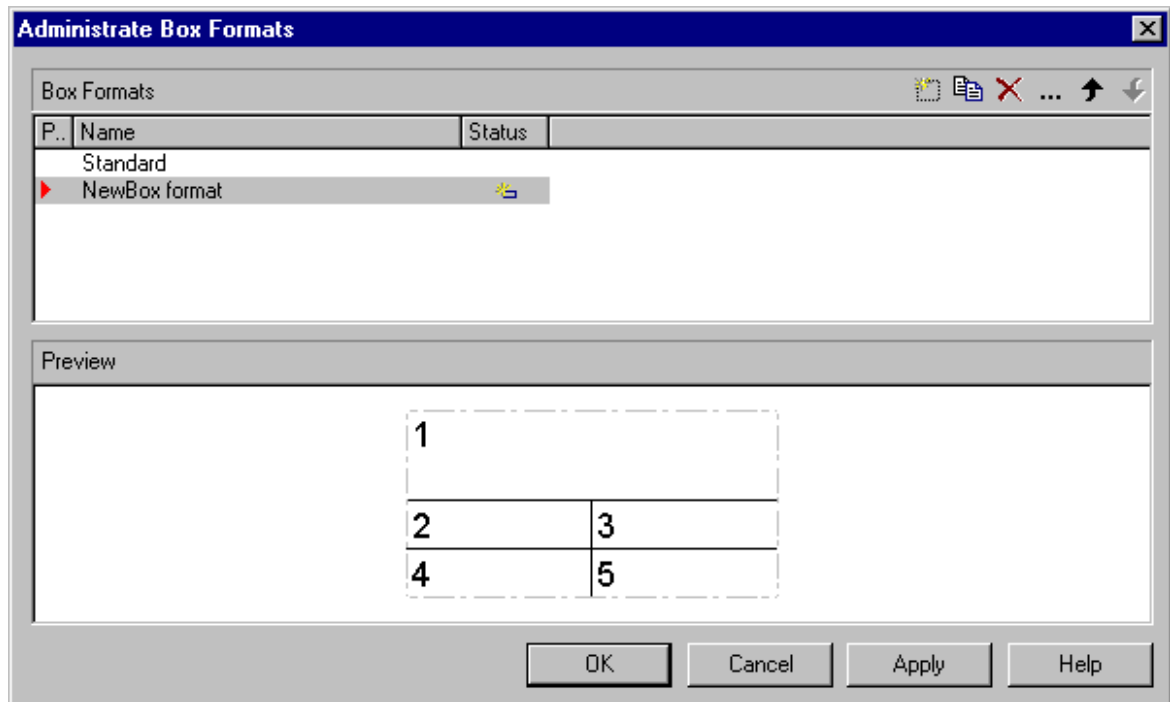 Administrate Box Formats
Box Formats
...
P.. Name Status
Standard
NewBox format
Preview
1
2 3
4 5
OK Cancel Apply Help